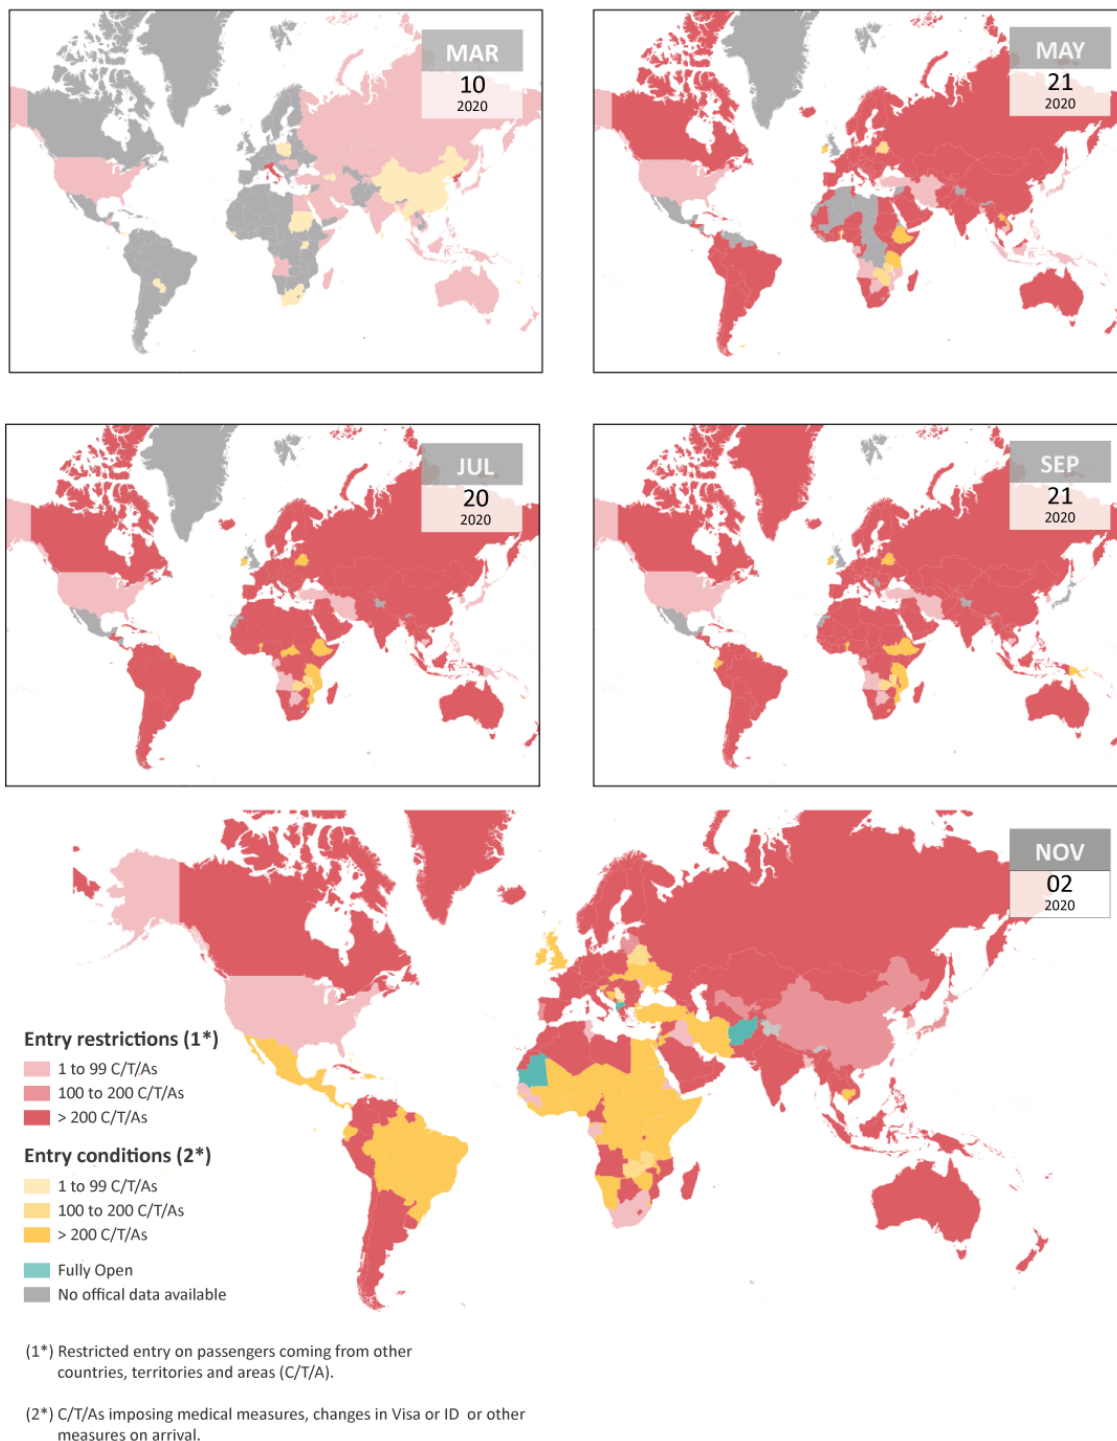 MAR
10
2020
MAY
21
2020
JUL
20
2020
SEP
21
2020
NOV
02
2020
Entry restrictions (1*)
1 to 99 C/T/As
100 to 200 C/T/As
> 200 C/T/As
Entry conditions (2*)
1 to 99 C/T/As
100 to 200 C/T/As
> 200 C/T/As
Fully Open
No offical data available
(1*) Restricted entry on passengers coming from other
countries, territories and areas (C/T/A).
(2*) C/T/As imposing medical measures, changes in Visa or ID or other
measures on arrival.